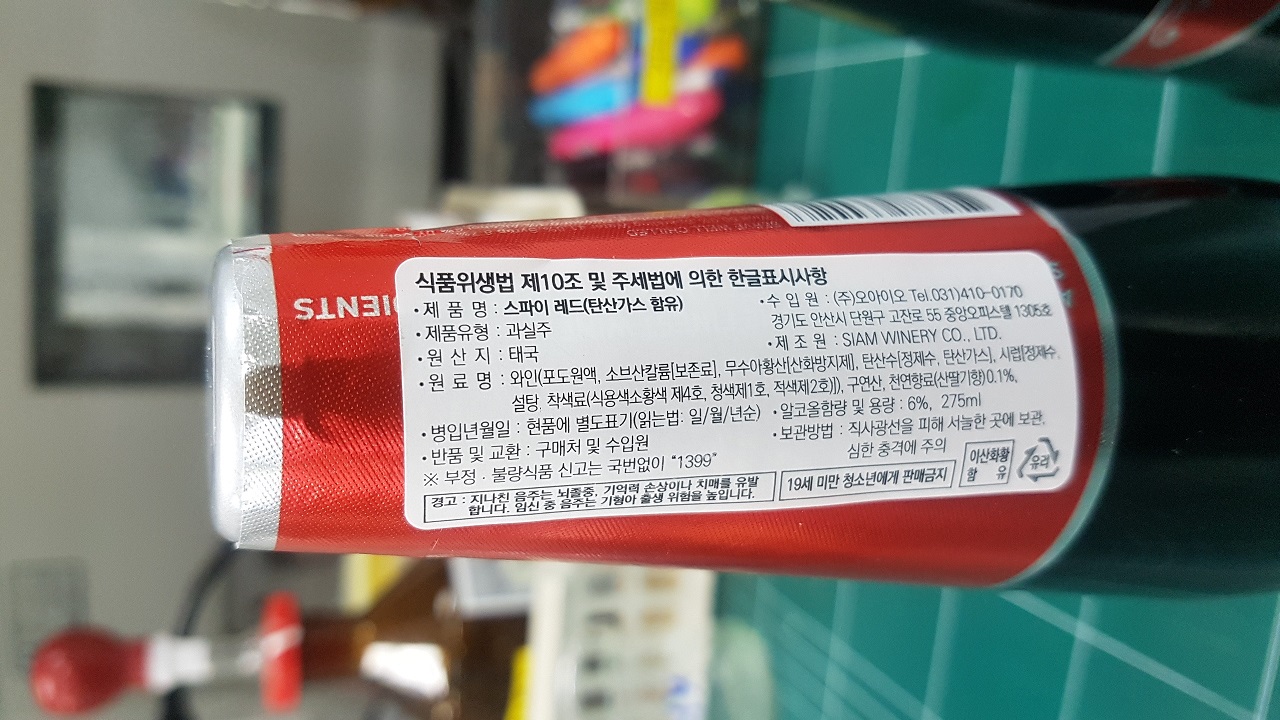 식품위생법 제10조 및 주세법에 의한 한글표시사항
·제 품 명 : 스파이 레드(탄산가스 함유)
·제품유형 : 과실주
·원 산 지 : 태국
·수 입 원 : (주)오아이오 Tel.031)410-0170
경기도 안산시 단원구 고잔로 55 중앙오피스텔 1305호
·제 조 원 : SIAM WINERY CO., LTD.
·원 료 명 : 와인(포도원액, 소브산칼륨[보존료], 무수아황산[산화방지제], 탄산수[정제수, 탄산가스], 시럽[정제수,
설탕, 착색료(식용색소황색 제4호, 청색제1호, 적색제2호)]), 구연산, 천연향료(산딸기향)0.1%,
·병입년월일 : 현품에 별도표기(읽는법: 일/월/년순)
·알코올함량 및 용량 : 6%, 275ml
·반품 및 교환 : 구매처 및 수입원
·보관방법 : 직사광선을 피해 서늘한 곳에 보관,
심한 충격에 주의
※ 부정·불량식품 신고는 국번없이 "1399"
경고 : 지나친 음주는 뇌졸중, 기억력 손상이나 치매를 유발
합니다. 임신 중 음주는 기형아 출생 위험을 높입니다.
19세 미만 청소년에게 판매금지
아산화황
함 유
유리
SERVE WELL CHILLED